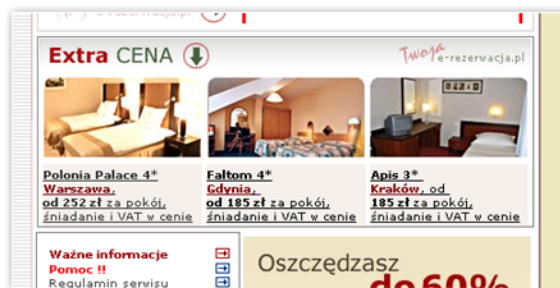 e-rezerwacja.pl
Extra CENA
Twoja e-rezerwacja.pl
Polonia Palace 4*
Warszawa,
od 252 zł za pokój,
śniadanie i VAT w cenie
Faltom 4*
Gdynia,
od 185 zł za pokój,
śniadanie i VAT w cenie
Apis 3*
Kraków, od
185 zł za pokój,
śniadanie i VAT w cenie
Ważne informacje
Pomoc !!
Regulamin serwisu
Oszczędzasz
do 60%